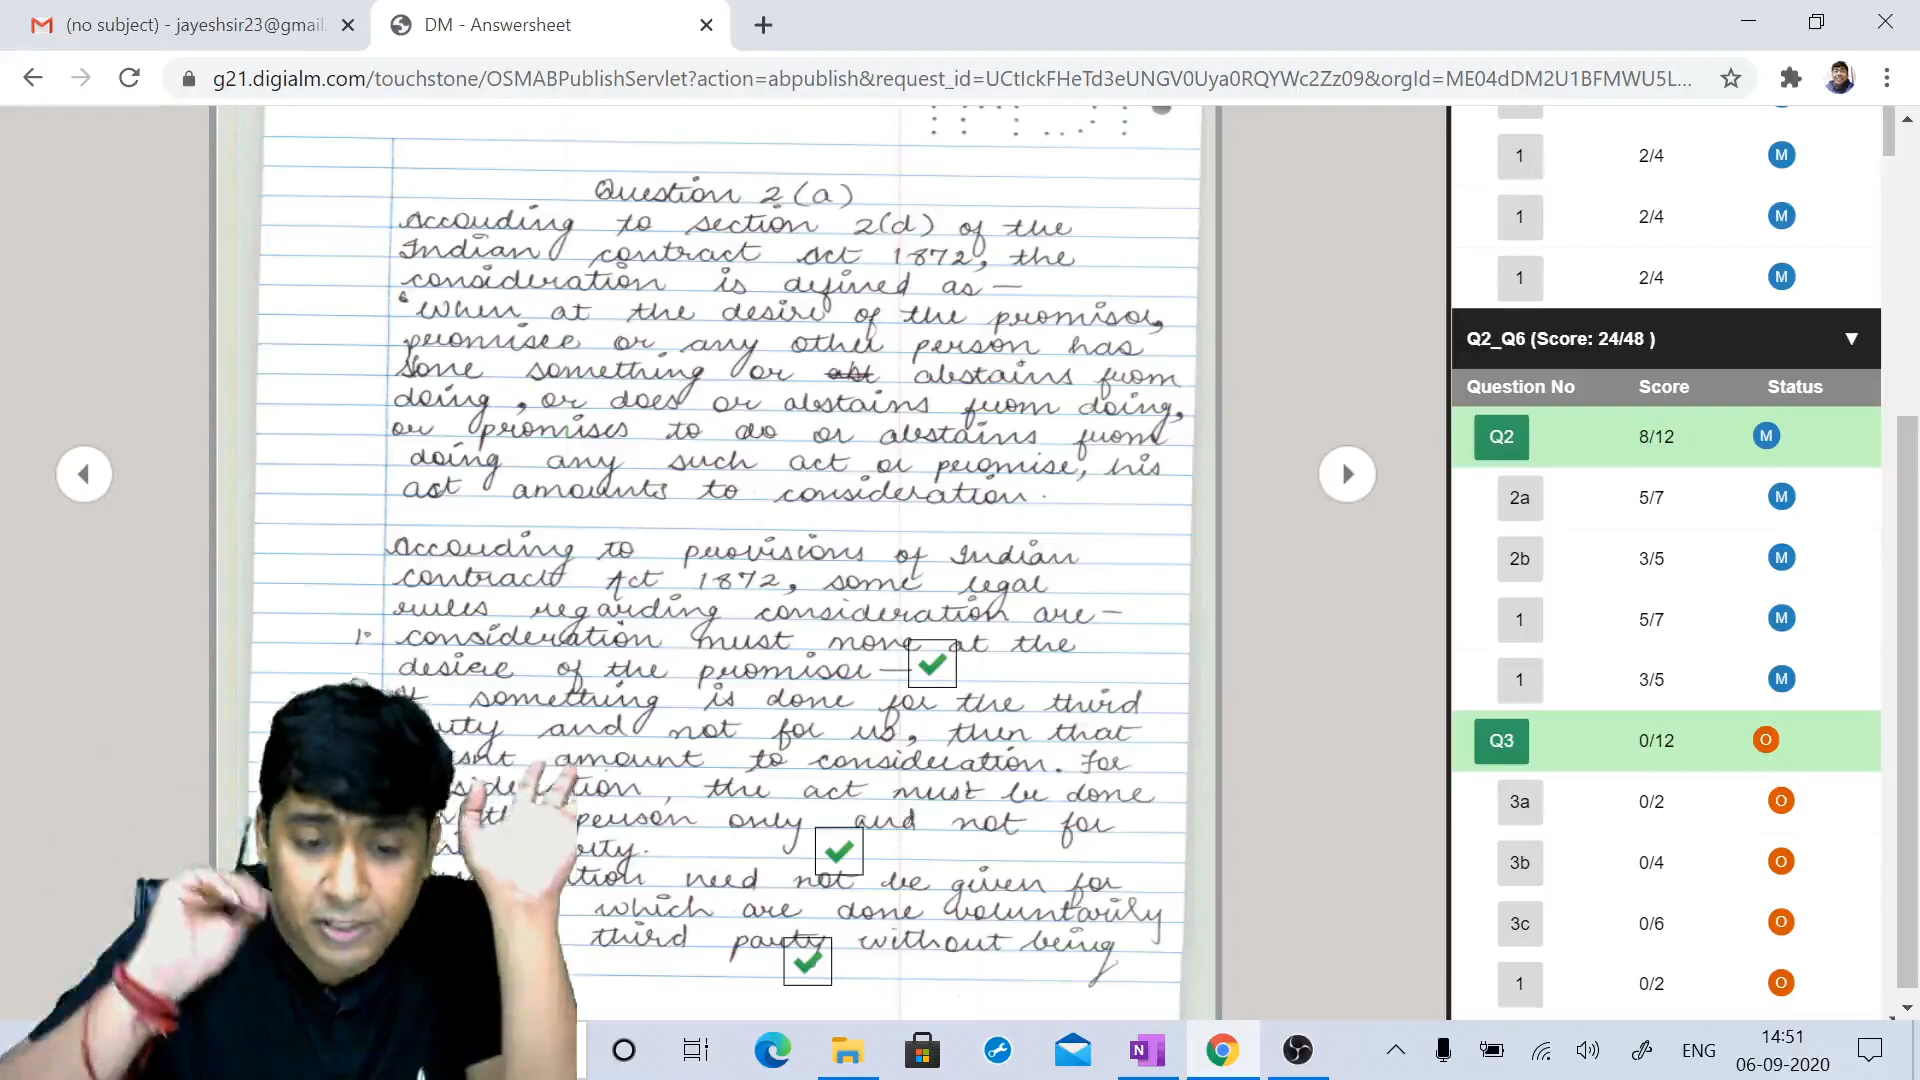 (no subject) - jayeshsir23@gmail.
DM - Answersheet
g21.digialm.com/touchstone/OSMABPublishServlet?action=abpublish&request_id=UCtIckFHeTd3eUNGV0Uya0RQYWc2Zz09&orgId=ME04dDM2U1BFMWU5L...
Question 2(a)
According to section 2(d) of the
Indian contract Act 1872, the
consideration is defined as —
"When at the desire of the promisor,
promisee or any other person has
done something or abstains from
doing, or does or abstains from doing,
or promises to do or abstains from
doing any such act or promise, his
act amounts to consideration.
According to provisions of Indian
contract Act 1872, some legal
rules regarding consideration are —
1. consideration must move at the
desire of the promisor —
If something is done for the third
and not for us, then that
amount to consideration. For
the act must be done
person only and not for
need not be given for
which are done voluntarily
third party without being
1 2/4 M
1 2/4 M
1 2/4 M
Q2_Q6 (Score: 24/48 ) ▼
Question No Score Status
Q2 8/12 M
2a 5/7 M
2b 3/5 M
1 5/7 M
1 3/5 M
Q3 0/12 O
3a 0/2 O
3b 0/4 O
3c 0/6 O
1 0/2 O
N
ENG
14:51
06-09-2020